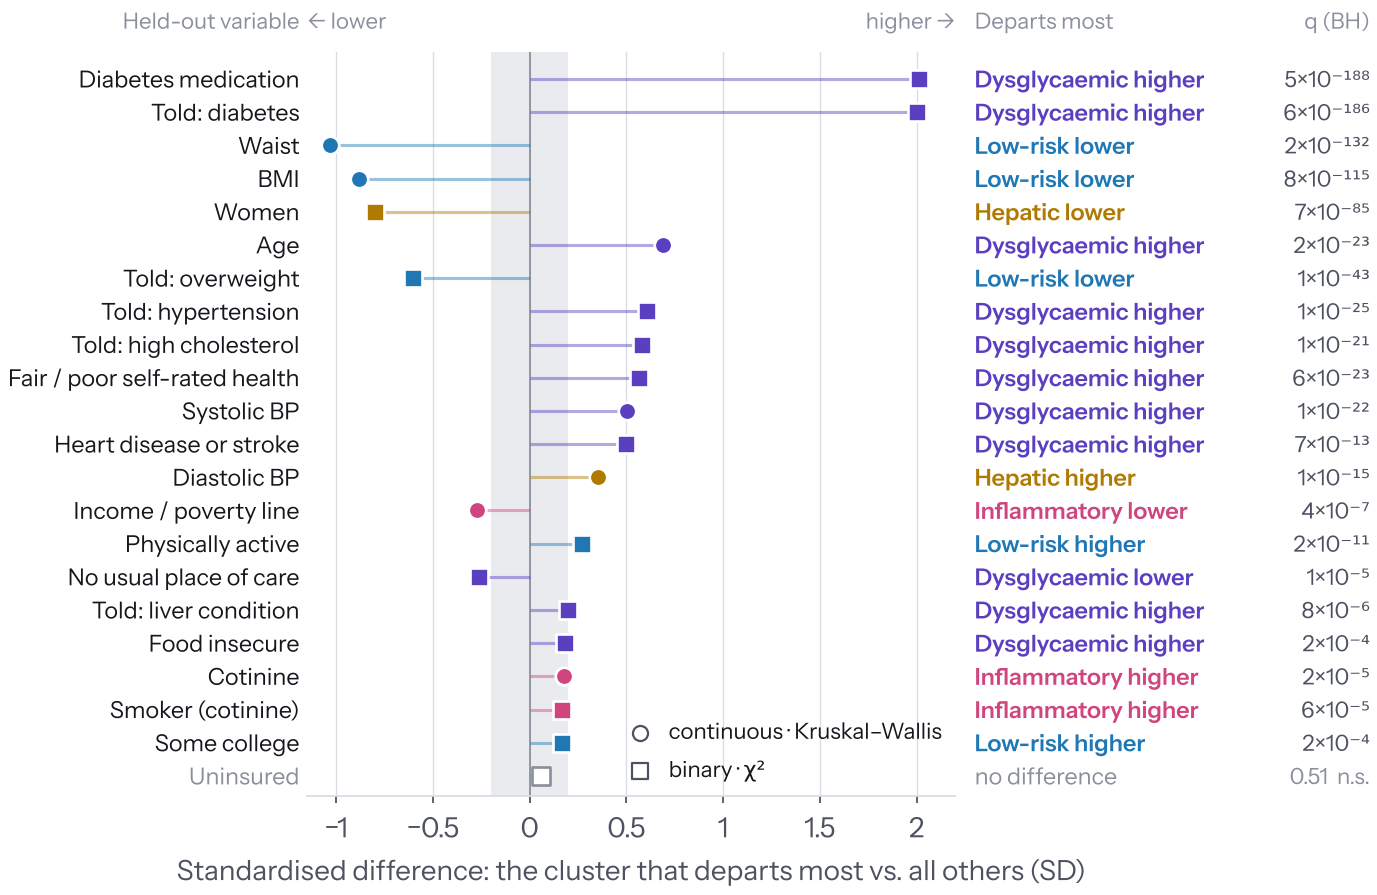 Held-out variable ← lower higher → Departs most q (BH)
Diabetes medication Dysglycaemic higher 5×10⁻¹⁸⁸
Told: diabetes Dysglycaemic higher 6×10⁻¹⁸⁶
Waist Low-risk lower 2×10⁻¹³²
BMI Low-risk lower 8×10⁻¹¹⁵
Women Hepatic lower 7×10⁻⁸⁵
Age Dysglycaemic higher 2×10⁻²³
Told: overweight Low-risk lower 1×10⁻⁴³
Told: hypertension Dysglycaemic higher 1×10⁻²⁵
Told: high cholesterol Dysglycaemic higher 1×10⁻²¹
Fair / poor self-rated health Dysglycaemic higher 6×10⁻²³
Systolic BP Dysglycaemic higher 1×10⁻²²
Heart disease or stroke Dysglycaemic higher 7×10⁻¹³
Diastolic BP Hepatic higher 1×10⁻¹⁵
Income / poverty line Inflammatory lower 4×10⁻⁷
Physically active Low-risk higher 2×10⁻¹¹
No usual place of care Dysglycaemic lower 1×10⁻⁵
Told: liver condition Dysglycaemic higher 8×10⁻⁶
Food insecure Dysglycaemic higher 2×10⁻⁴
Cotinine Inflammatory higher 2×10⁻⁵
Smoker (cotinine) Inflammatory higher 6×10⁻⁵
continuous · Kruskal–Wallis
Some college Low-risk higher 2×10⁻⁴
binary · χ²
Uninsured no difference 0.51 n.s.
−1 −0.5 0 0.5 1 1.5 2
Standardised difference: the cluster that departs most vs. all others (SD)